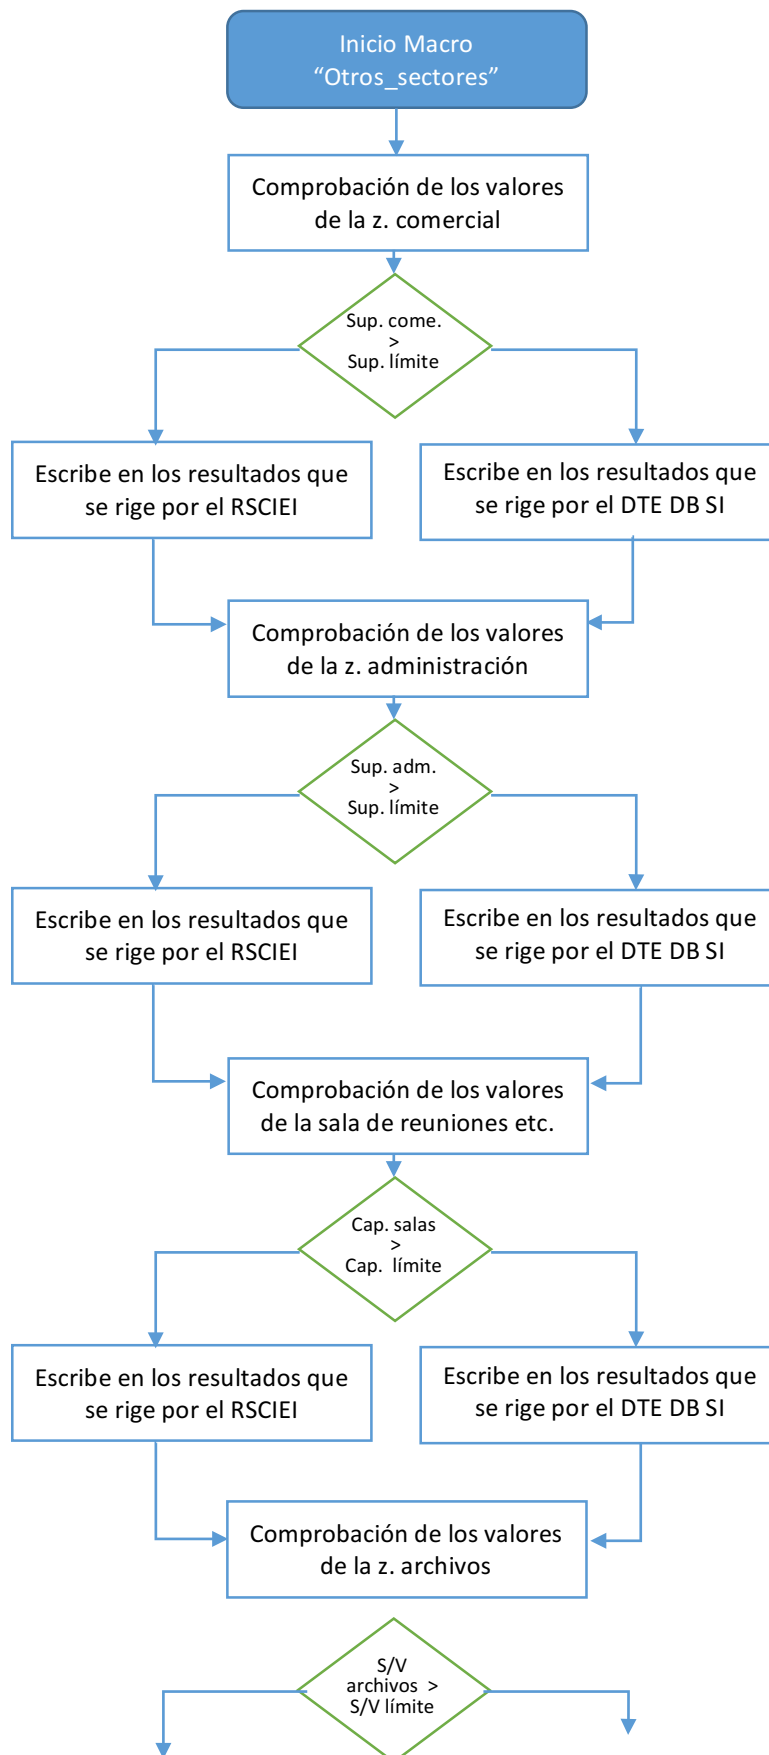 Inicio Macro
“Otros_sectores”
Comprobación de los valores
de la z. comercial
Sup. come.
>
Sup. límite
Escribe en los resultados que
se rige por el RSCIEI
Escribe en los resultados que
se rige por el DTE DB SI
Comprobación de los valores
de la z. administración
Sup. adm.
>
Sup. límite
Escribe en los resultados que
se rige por el RSCIEI
Escribe en los resultados que
se rige por el DTE DB SI
Comprobación de los valores
de la sala de reuniones etc.
Cap. salas
>
Cap. límite
Escribe en los resultados que
se rige por el RSCIEI
Escribe en los resultados que
se rige por el DTE DB SI
Comprobación de los valores
de la z. archivos
S/V
archivos >
S/V límite